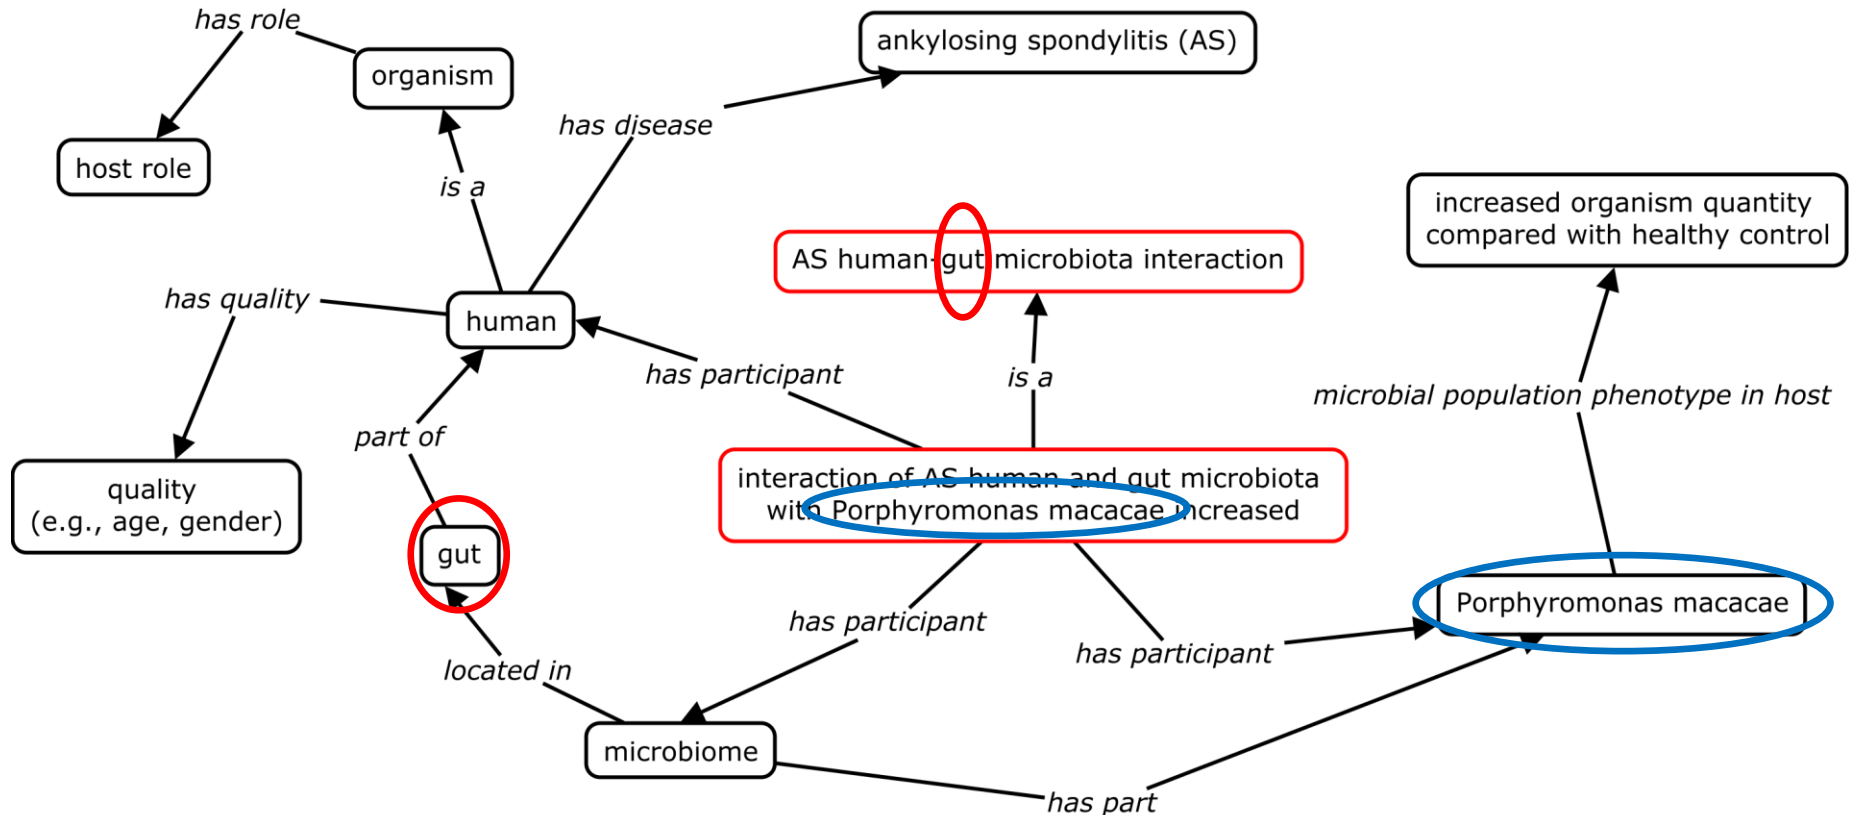 has role
ankylosing spondylitis (AS)
organism
has disease
host role
is a
increased organism quantity
compared with healthy control
AS human-gut microbiota interaction
has quality
human
has participant
is a
microbial population phenotype in host
part of
interaction of AS human and gut microbiota
with Porphyromonas macacae increased
quality
(e.g., age, gender)
gut
Porphyromonas macacae
has participant
has participant
located in
microbiome
has part